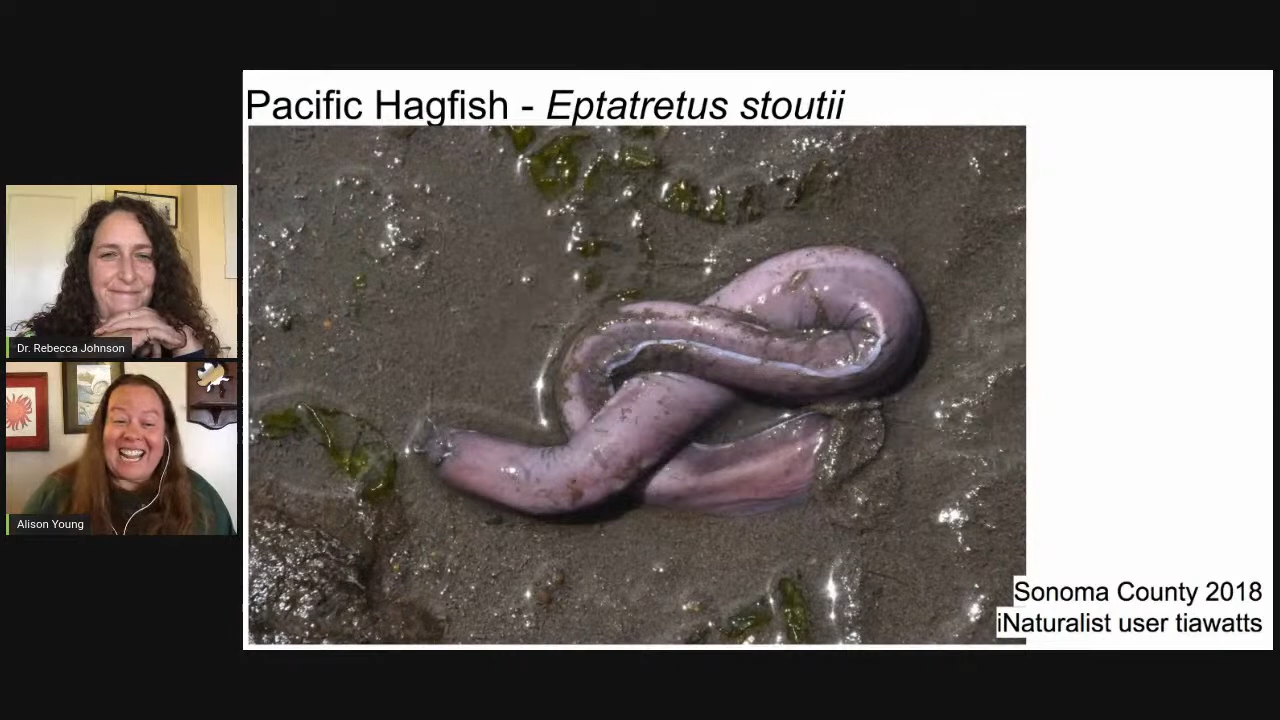 Pacific Hagfish - Eptatretus stoutii
Dr. Rebecca Johnson
Alison Young
Sonoma County 2018
iNaturalist user tiawatts